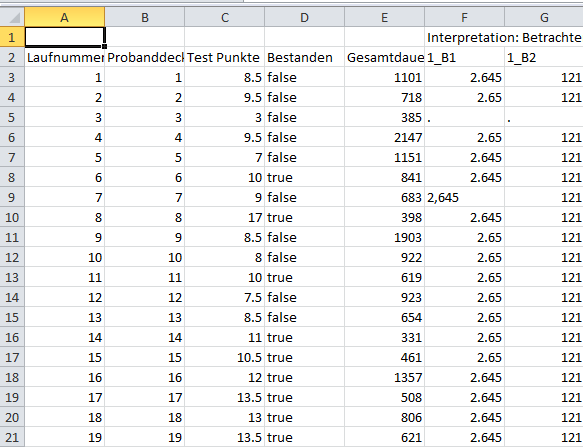 A B C D E F G
1 Interpretation: Betrachte
2 Laufnummer Probanddecl Test Punkte Bestanden Gesamtdaue 1_B1 1_B2
3 1 1 8.5 false 1101 2.645 121
4 2 2 9.5 false 718 2.65 121
5 3 3 3 false 385 . .
6 4 4 9.5 false 2147 2.65 121
7 5 5 7 false 1151 2.645 121
8 6 6 10 true 841 2.645 121
9 7 7 9 false 683 2,645 121
10 8 8 17 true 398 2.645 121
11 9 9 8.5 false 1903 2.65 121
12 10 10 8 false 922 2.65 121
13 11 11 10 true 619 2.65 121
14 12 12 7.5 false 923 2.65 121
15 13 13 8.5 false 654 2.65 121
16 14 14 11 true 331 2.65 121
17 15 15 10.5 true 461 2.65 121
18 16 16 12 true 1357 2.645 121
19 17 17 13.5 true 508 2.645 121
20 18 18 13 true 806 2.645 121
21 19 19 13.5 true 621 2.645 121